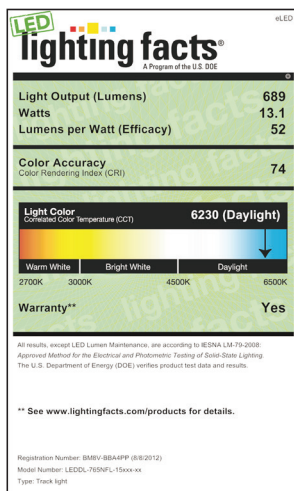 eLED
LED
lighting facts®
A Program of the U.S. DOE
Light Output (Lumens) 689
Watts 13.1
Lumens per Watt (Efficacy) 52
Color Accuracy
Color Rendering Index (CRI) 74
Light Color
Correlated Color Temperature (CCT) 6230 (Daylight)
Warm White Bright White Daylight
2700K 3000K 4500K 6500K
Warranty** Yes
All results, except LED Lumen Maintenance, are according to IESNA LM-79-2008:
Approved Method for the Electrical and Photometric Testing of Solid-State Lighting.
The U.S. Department of Energy (DOE) verifies product test data and results.
** See www.lightingfacts.com/products for details.
Registration Number: BM8V-BBA4PP (8/8/2012)
Model Number: LEDDL-765NFL-15xxx-xx
Type: Track light